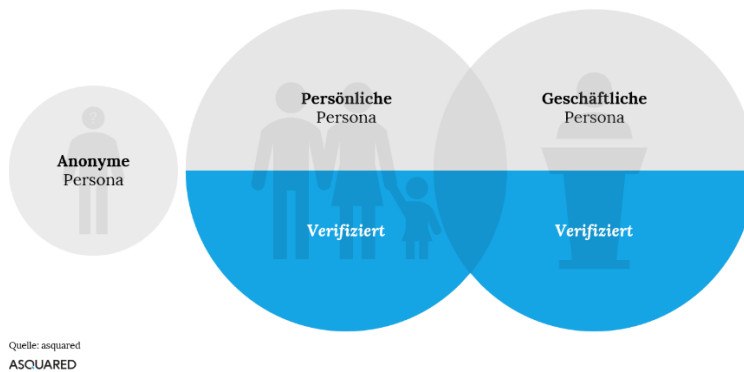 Anonyme
Persona
Persönliche
Persona
Geschäftliche
Persona
Verifiziert
Verifiziert
?
Quelle: asquared
ASQUARED